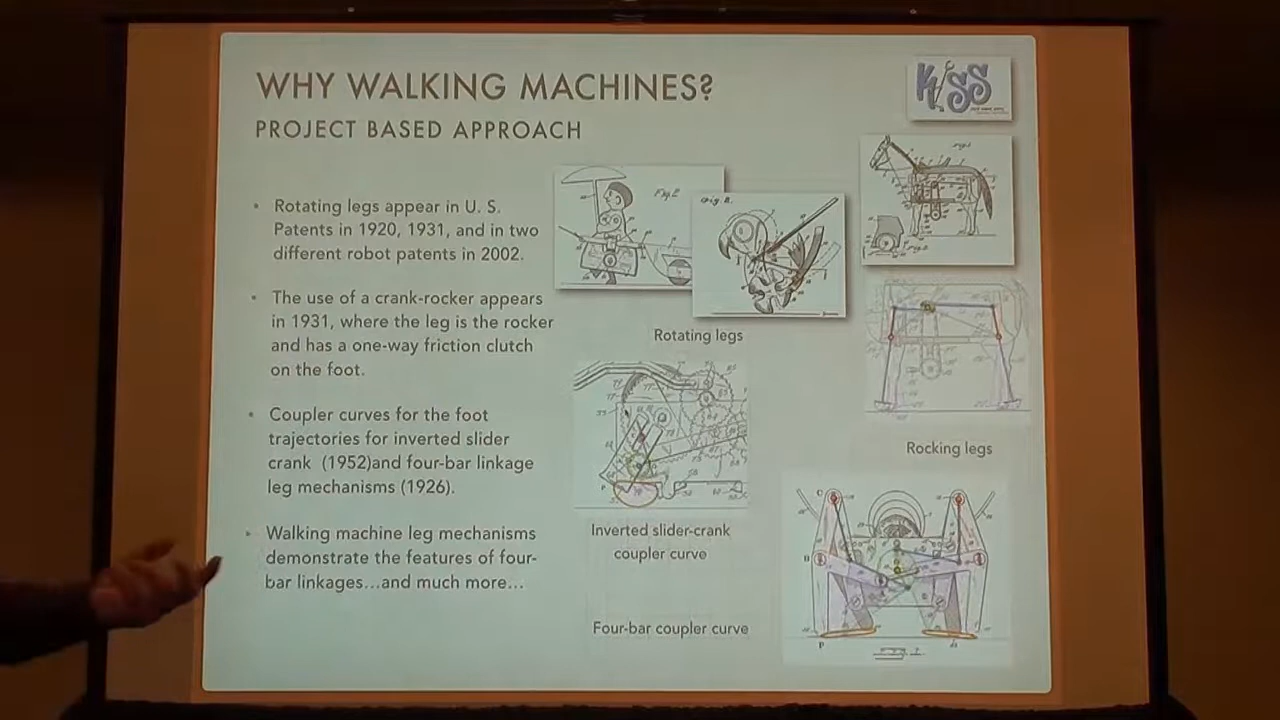 WHY WALKING MACHINES?
PROJECT BASED APPROACH
KISS
• Rotating legs appear in U. S.
Patents in 1920, 1931, and in two
different robot patents in 2002.
• The use of a crank-rocker appears
in 1931, where the leg is the rocker
and has a one-way friction clutch
on the foot.
• Coupler curves for the foot
trajectories for inverted slider
crank (1952)and four-bar linkage
leg mechanisms (1926).
• Walking machine leg mechanisms
demonstrate the features of four-
bar linkages...and much more...
Fig. 2
Rotating legs
Rocking legs
Inverted slider-crank
coupler curve
Four-bar coupler curve